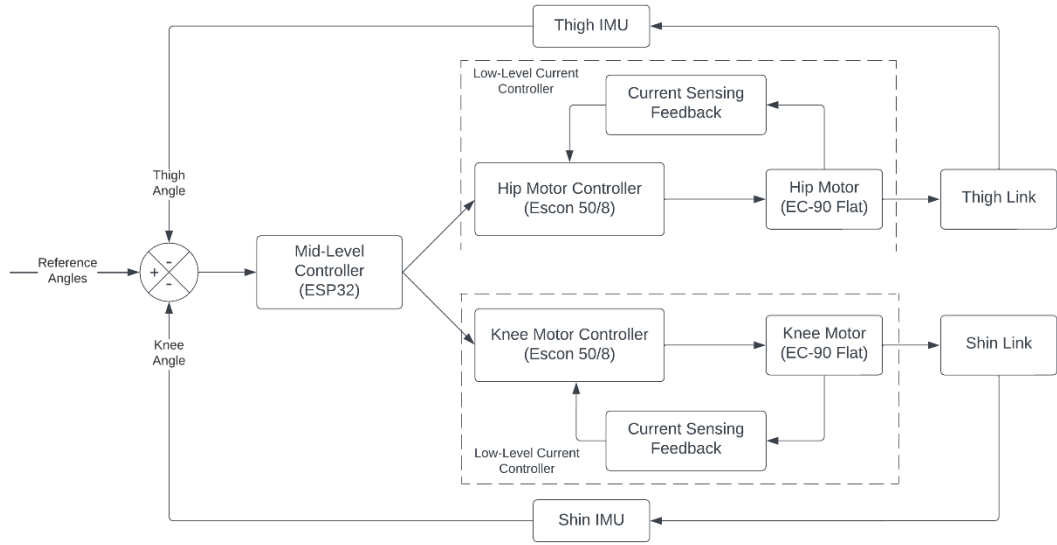 Thigh IMU
Low-Level Current
Controller
Current Sensing
Feedback
Thigh
Angle
Hip Motor Controller
(Escon 50/8)
Hip Motor
(EC-90 Flat)
Thigh Link
Reference
Angles
+
-
-
Mid-Level
Controller
(ESP32)
Knee
Angle
Knee Motor Controller
(Escon 50/8)
Knee Motor
(EC-90 Flat)
Shin Link
Current Sensing
Feedback
Low-Level Current
Controller
Shin IMU